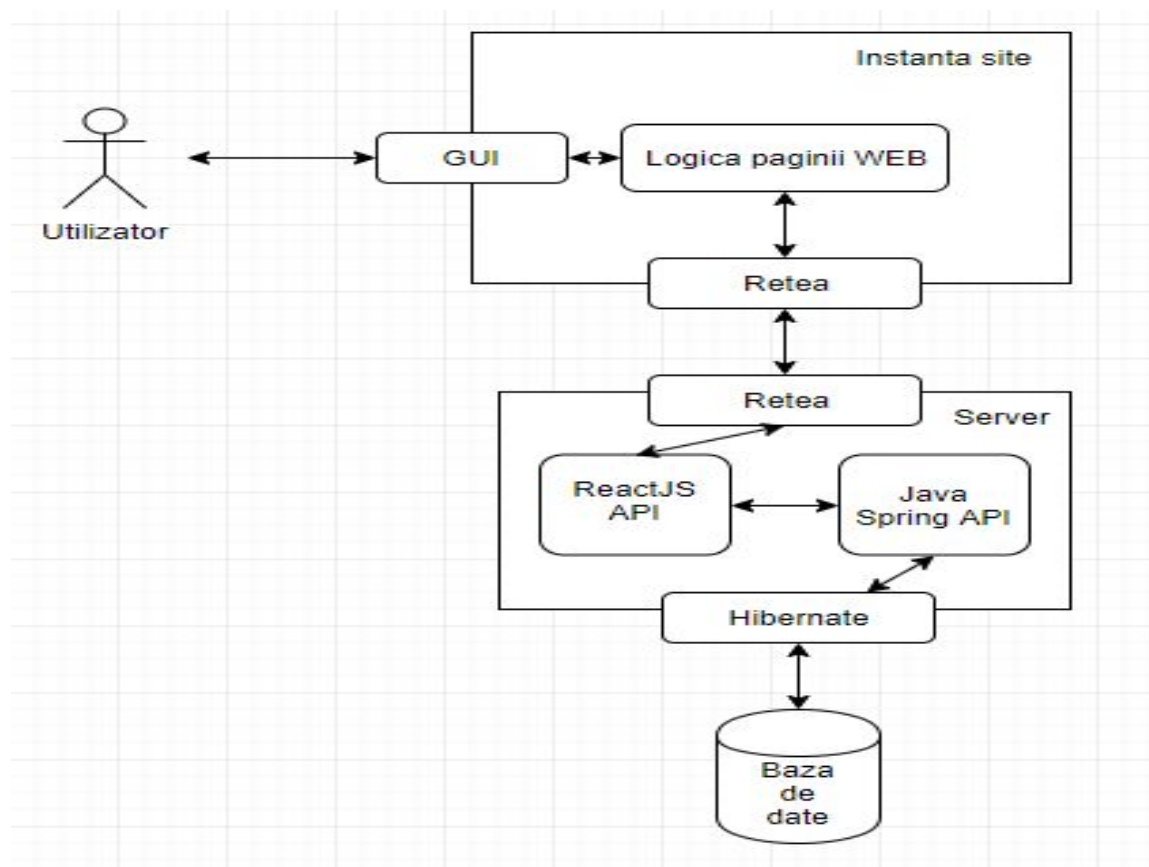 Instanta site
GUI
Logica paginii WEB
Utilizator
Retea
Retea
Server
ReactJS
API
Java
Spring API
Hibernate
Baza
de
date